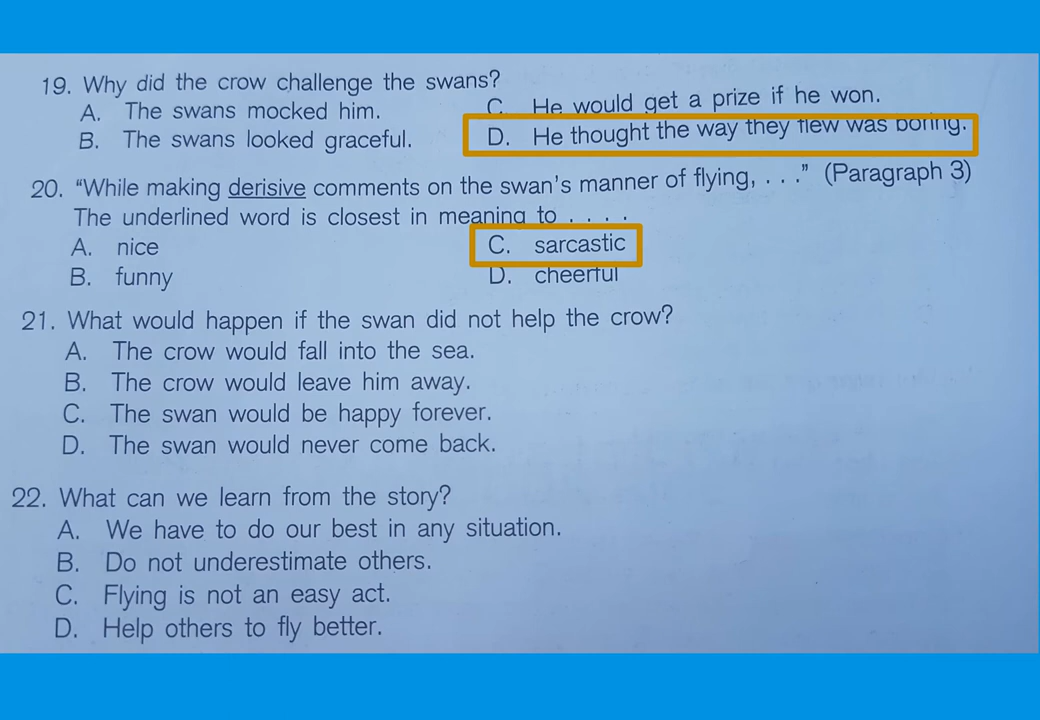 19. Why did the crow challenge the swans?
A. The swans mocked him.
B. The swans looked graceful.
C. He would get a prize if he won.
D. He thought the way they flew was boring.
20. “While making derisive comments on the swan’s manner of flying, . . .” (Paragraph 3)
The underlined word is closest in meaning to . . . .
A. nice
B. funny
C. sarcastic
D. cheerful
21. What would happen if the swan did not help the crow?
A. The crow would fall into the sea.
B. The crow would leave him away.
C. The swan would be happy forever.
D. The swan would never come back.
22. What can we learn from the story?
A. We have to do our best in any situation.
B. Do not underestimate others.
C. Flying is not an easy act.
D. Help others to fly better.